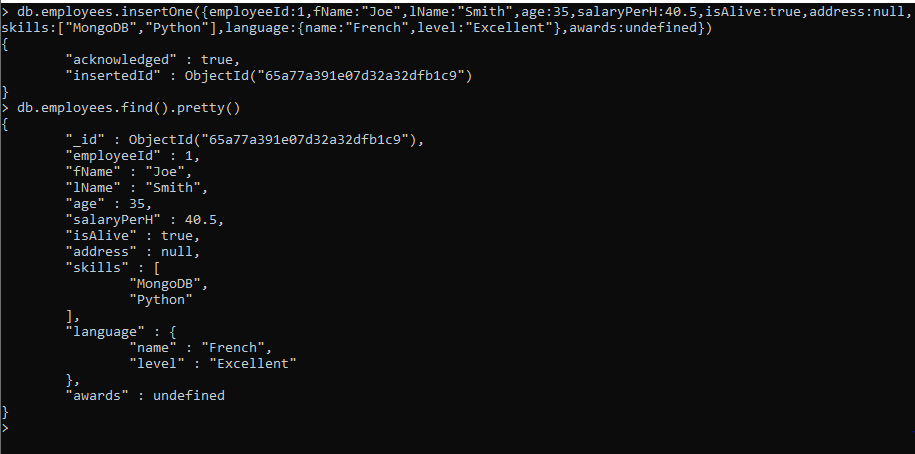 > db.employees.insertOne({employeeId:1,fName:"Joe",lName:"Smith",age:35,salaryPerH:40.5,isAlive:true,address:null,
skills:["MongoDB","Python"],language:{name:"French",level:"Excellent"},awards:undefined})
{
        "acknowledged" : true,
        "insertedId" : ObjectId("65a77a391e07d32a32dfb1c9")
}
> db.employees.find().pretty()
{
        "_id" : ObjectId("65a77a391e07d32a32dfb1c9"),
        "employeeId" : 1,
        "fName" : "Joe",
        "lName" : "Smith",
        "age" : 35,
        "salaryPerH" : 40.5,
        "isAlive" : true,
        "address" : null,
        "skills" : [
                "MongoDB",
                "Python"
        ],
        "language" : {
                "name" : "French",
                "level" : "Excellent"
        },
        "awards" : undefined
}
>